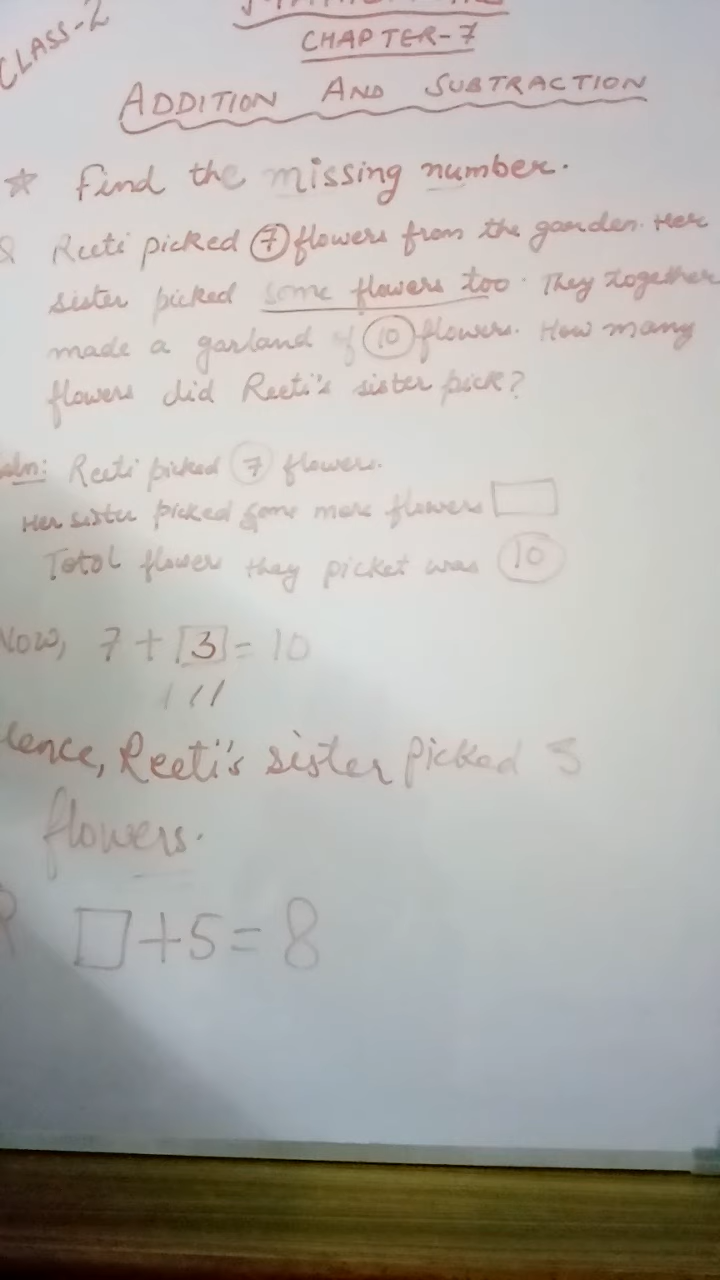 CLASS-2
CHAPTER-7
ADDITION AND SUBTRACTION
☆ Find the missing number.
Q Reeti picked 7 flowers from the garden. Her
sister picked some flowers too. They together
made a garland of 10 flowers. How many
flowers did Reeti's sister pick?
Soln: Reeti picked 7 flowers.
Her sister picked some more flowers □
Totol flower they picket was 10
Now, 7 + 3 = 10
///
Hence, Reeti's sister Picked 3
flowers.
Q □ + 5 = 8